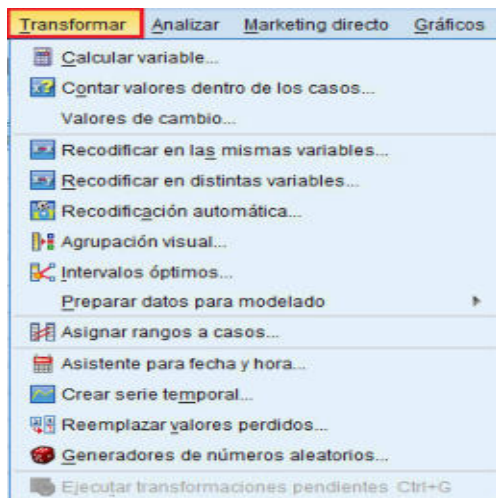 Transformar Analizar Marketing directo Gráficos
Calcular variable...
Contar valores dentro de los casos...
Valores de cambio...
Recodificar en las mismas variables...
Recodificar en distintas variables...
Recodificación automática...
Agrupación visual...
Intervalos óptimos...
Preparar datos para modelado
Asignar rangos a casos...
Asistente para fecha y hora...
Crear serie temporal...
Reemplazar valores perdidos...
Generadores de números aleatorios...
Ejecutar transformaciones pendientes Ctrl+G